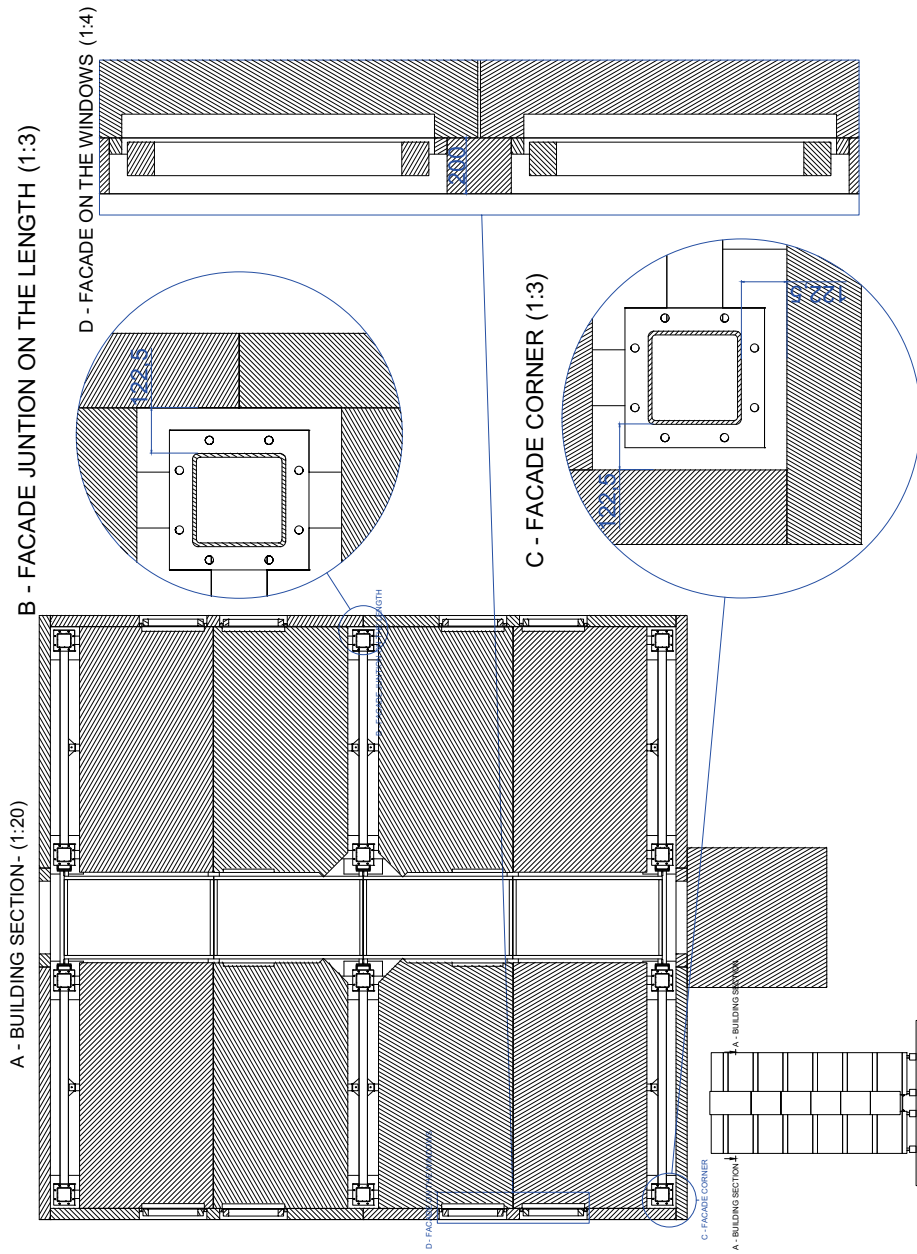 A - BUILDING SECTION- (1:20)
B - FACADE JUNTION ON THE LENGTH (1:3)
D - FACADE ON THE WINDOWS (1:4)
C - FACADE CORNER (1:3)
200
122,5
122,5
122,5
C - FACADE CORNER
A - BUILDING SECTION
A - BUILDING SECTION